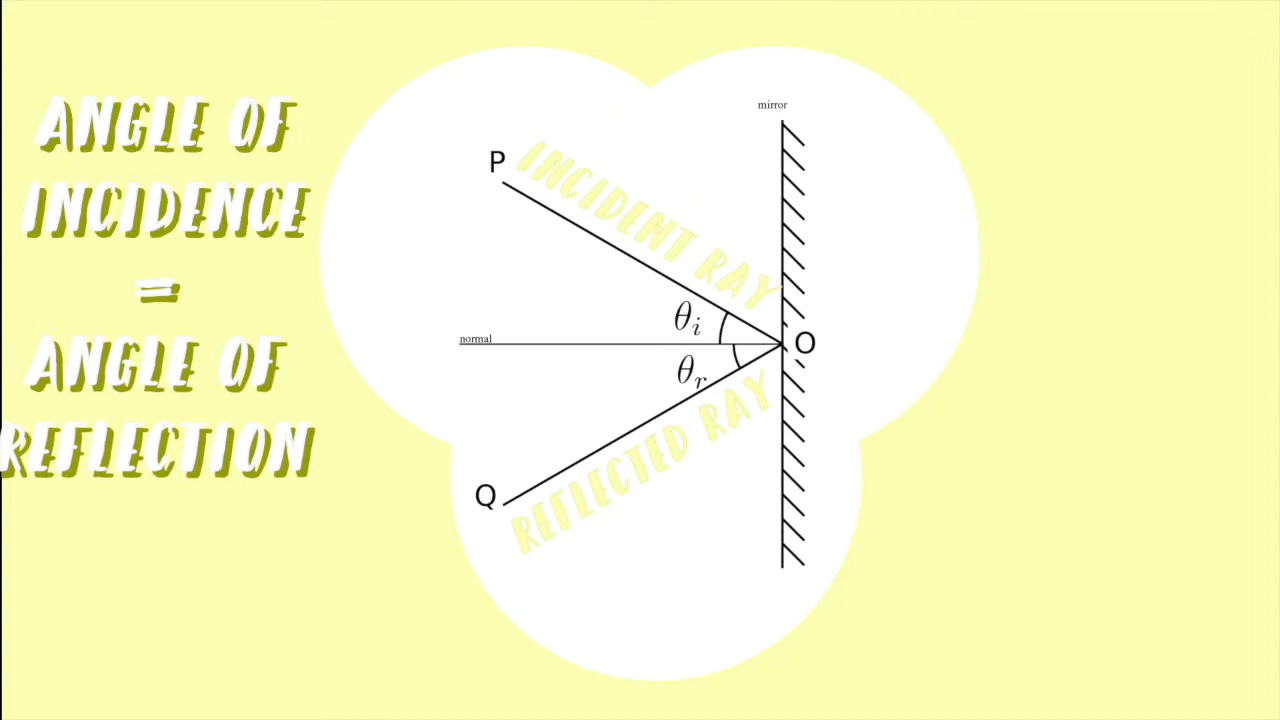 ANGLE OF
INCIDENCE
=
ANGLE OF
REFLECTION
mirror
P
INCIDENT RAY
θi
normal
O
θr
REFLECTED RAY
Q